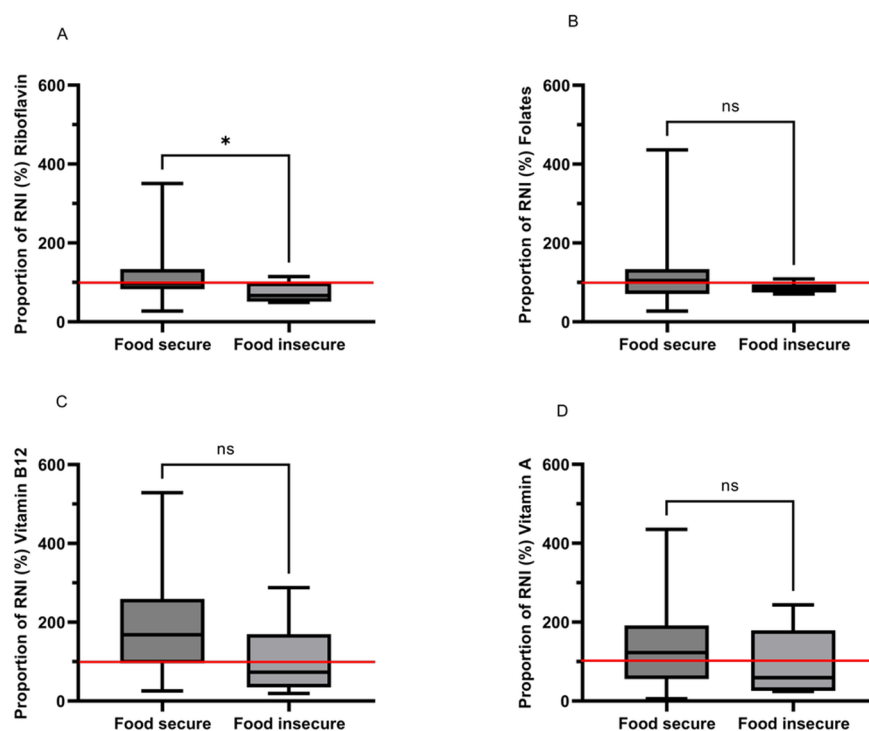 A
Proportion of RNI (%) Riboflavin
600
400
200
0
*
Food secure
Food insecure
B
Proportion of RNI (%) Folates
600
400
200
0
ns
Food secure
Food insecure
C
Proportion of RNI (%) Vitamin B12
600
400
200
0
ns
Food secure
Food insecure
D
Proportion of RNI (%) Vitamin A
600
400
200
0
ns
Food secure
Food insecure